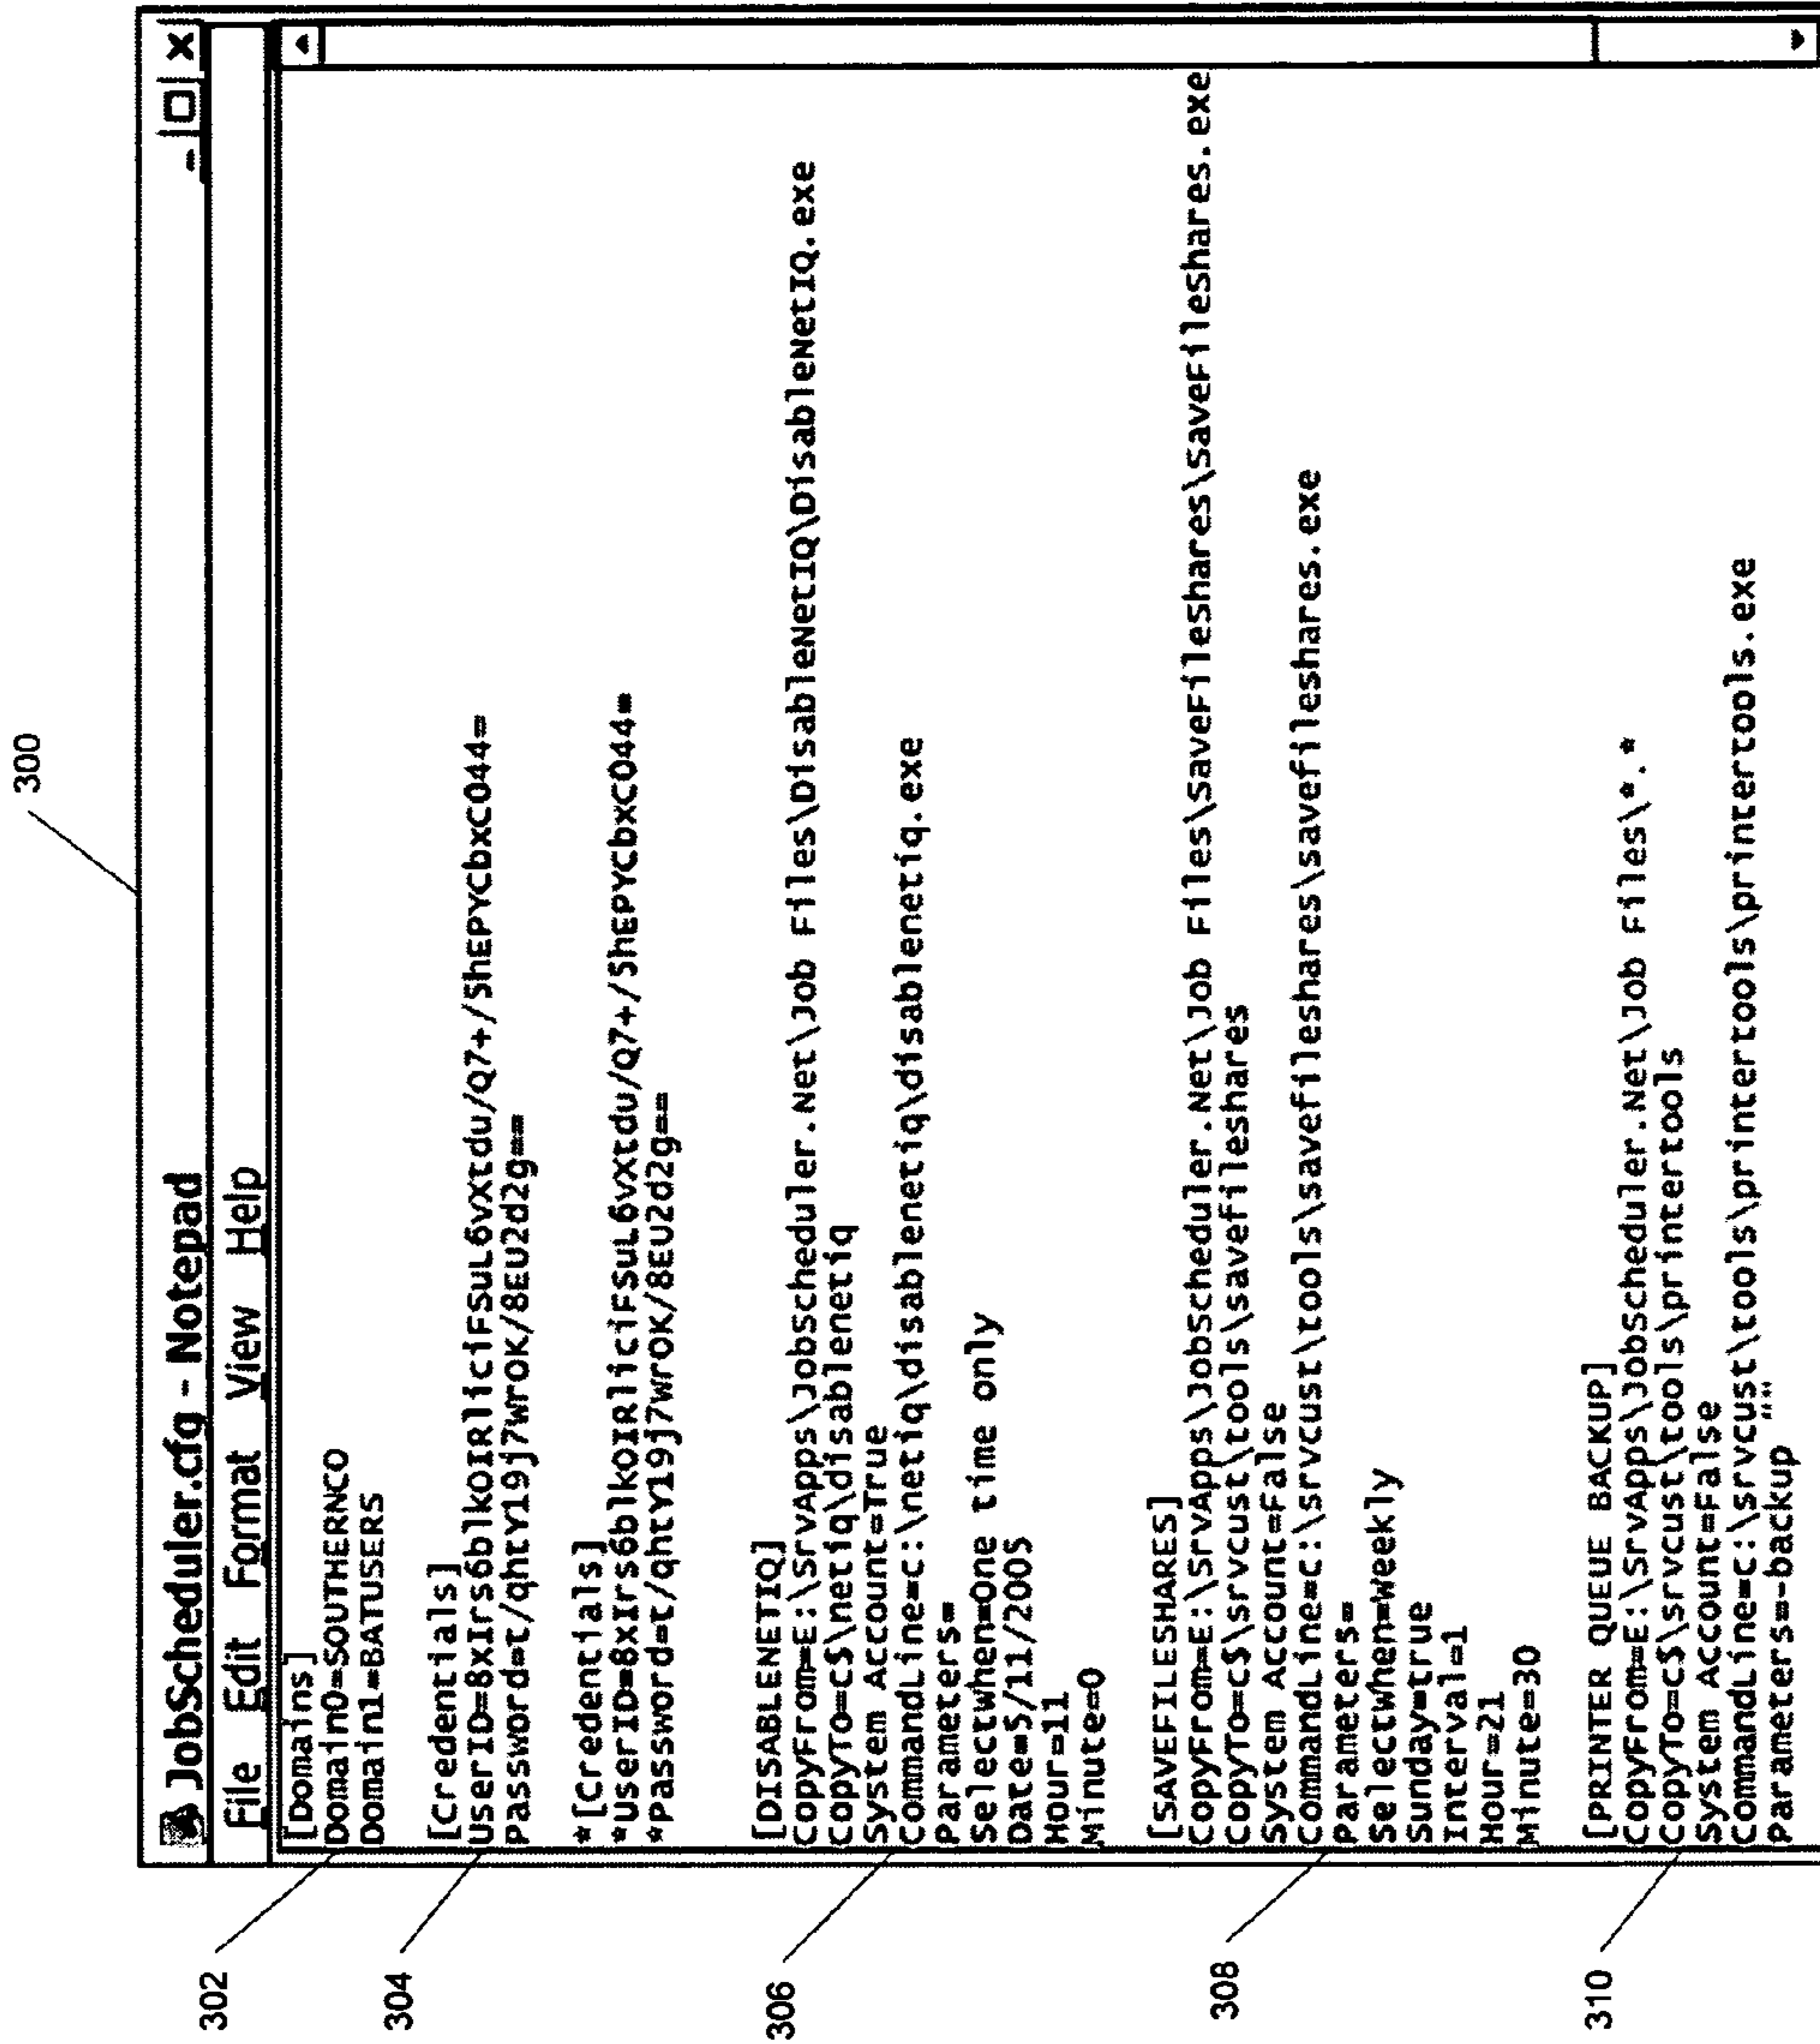 300
JobScheduler.cfg - Notepad
File Edit Format View Help
302
[Domains]
Domain0=SOUTHERNCO
Domain1=BATUSERS
304
[Credentials]
UserID=8xIrs6blkOIRliciFSuL6vXtdu/Q7+/ShEPYCbxC044=
Password=t/qhtY19j7WrOK/8EU2d2g==
*[Credentials]
*UserID=8xIrs6blkOIRliciFSuL6vXtdu/Q7+/ShEPYCbxC044=
*Password=t/qhtY19j7WrOK/8EU2d2g==
306
[DISABLENETIQ]
CopyFrom=E:\SrvApps\Jobscheduler.Net\Job Files\DisableNetIQ\DisableNetIQ.exe
CopyTo=c$\netiq\disablenetiq
System Account=True
CommandLine=c:\netiq\disablenetiq\disablenetiq.exe
Parameters=
SelectWhen=One time only
Date=5/11/2005
Hour=11
Minute=0
308
[SAVEFILESHARES]
CopyFrom=E:\SrvApps\Jobscheduler.Net\Job Files\saveFileshares\saveFileshares.exe
CopyTo=c$\srvcust\tools\savefileshares
System Account=False
CommandLine=c:\srvcust\tools\savefileshares\savefileshares.exe
Parameters=
SelectWhen=Weekly
Sunday=true
Interval=1
Hour=21
Minute=30
310
[PRINTER QUEUE BACKUP]
CopyFrom=E:\SrvApps\Jobscheduler.Net\Job Files\*.*
CopyTo=c$\srvcust\tools\printertools
System Account=False
CommandLine=c:\srvcust\tools\printertools\printertools.exe
Parameters=-backup """